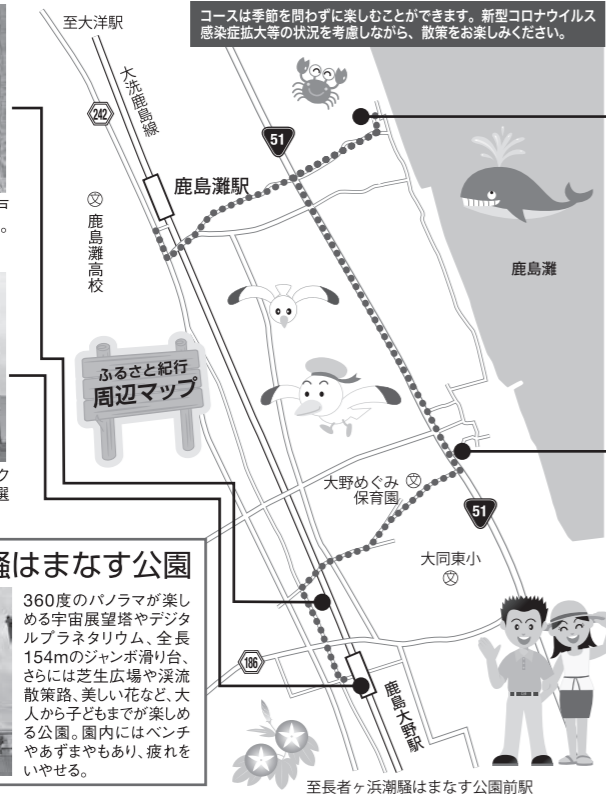 コースは季節を問わずに楽しむことができます。新型コロナウイルス
感染症拡大等の状況を考慮しながら、散策をお楽しみください。
至大洋駅
242
大洗鹿島線
51
鹿島灘駅
鹿島灘高校
文
鹿島灘
戸
。
ふるさと紀行
周辺マップ
ク
選
大野めぐみ
保育園
文
51
大同東小
文
騒はまなす公園
360度のパノラマが楽し
める宇宙展望塔やデジタ
ルプラネタリウム、全長
154mのジャンボ滑り台、
さらには芝生広場や渓流
散策路、美しい花など、大
人から子どもまでが楽しめ
る公園。園内にはベンチ
やあずまやもあり、疲れを
いやせる。
186
鹿島大野駅
至長者ヶ浜潮騒はまなす公園前駅